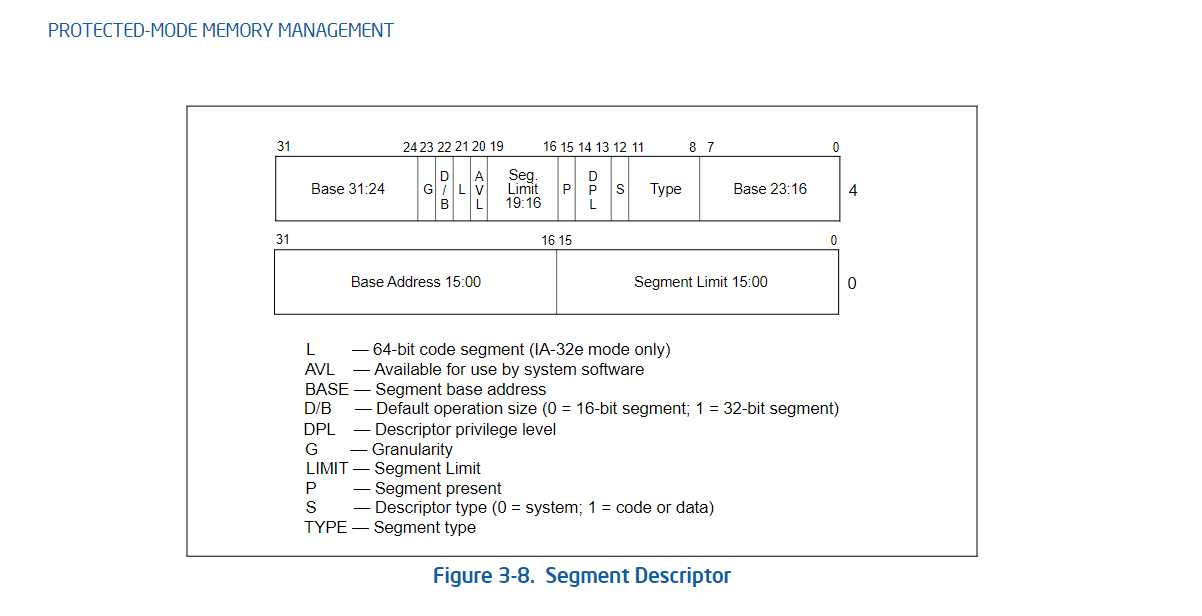 PROTECTED-MODE MEMORY MANAGEMENT
31 24 23 22 21 20 19 16 15 14 13 12 11 8 7 0
Base 31:24 G D/B L AVL Seg. Limit 19:16 P DPL S Type Base 23:16 4
31 16 15 0
Base Address 15:00 Segment Limit 15:00 0
L — 64-bit code segment (IA-32e mode only)
AVL — Available for use by system software
BASE — Segment base address
D/B — Default operation size (0 = 16-bit segment; 1 = 32-bit segment)
DPL — Descriptor privilege level
G — Granularity
LIMIT — Segment Limit
P — Segment present
S — Descriptor type (0 = system; 1 = code or data)
TYPE — Segment type
Figure 3-8. Segment Descriptor